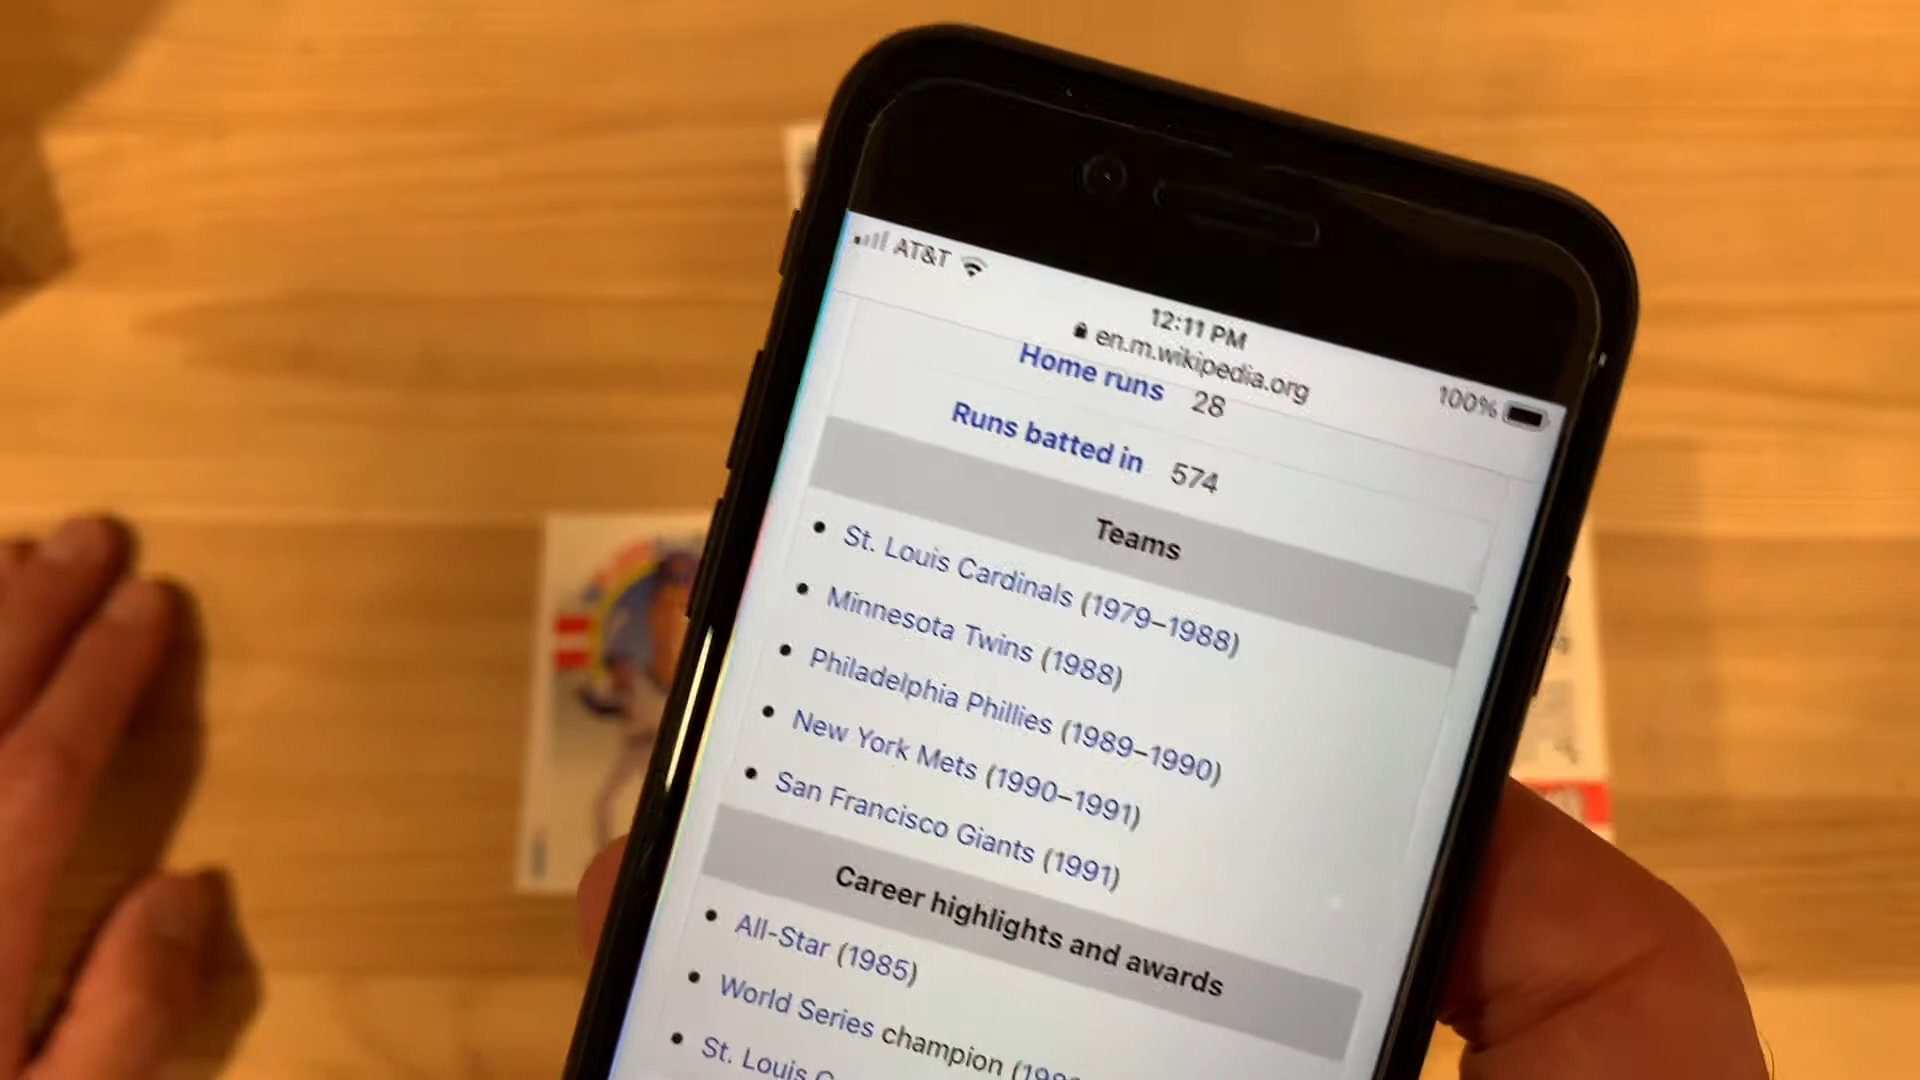 AT&T
12:11 PM
en.m.wikipedia.org
100%
Home runs 28
Runs batted in 574
Teams
St. Louis Cardinals (1979–1988)
Minnesota Twins (1988)
Philadelphia Phillies (1989–1990)
New York Mets (1990–1991)
San Francisco Giants (1991)
Career highlights and awards
All-Star (1985)
World Series champion
St. Louis